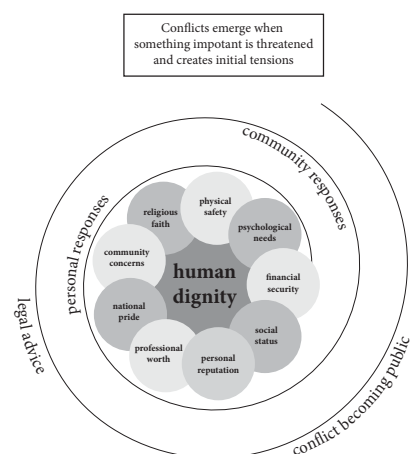 Conflicts emerge when
something impotant is threatened
and creates initial tensions
community responses
personal responses
legal advice
conflict becoming public
physical
safety
religious
faith
psychological
needs
community
concerns
human
dignity
financial
security
national
pride
social
status
professional
worth
personal
reputation